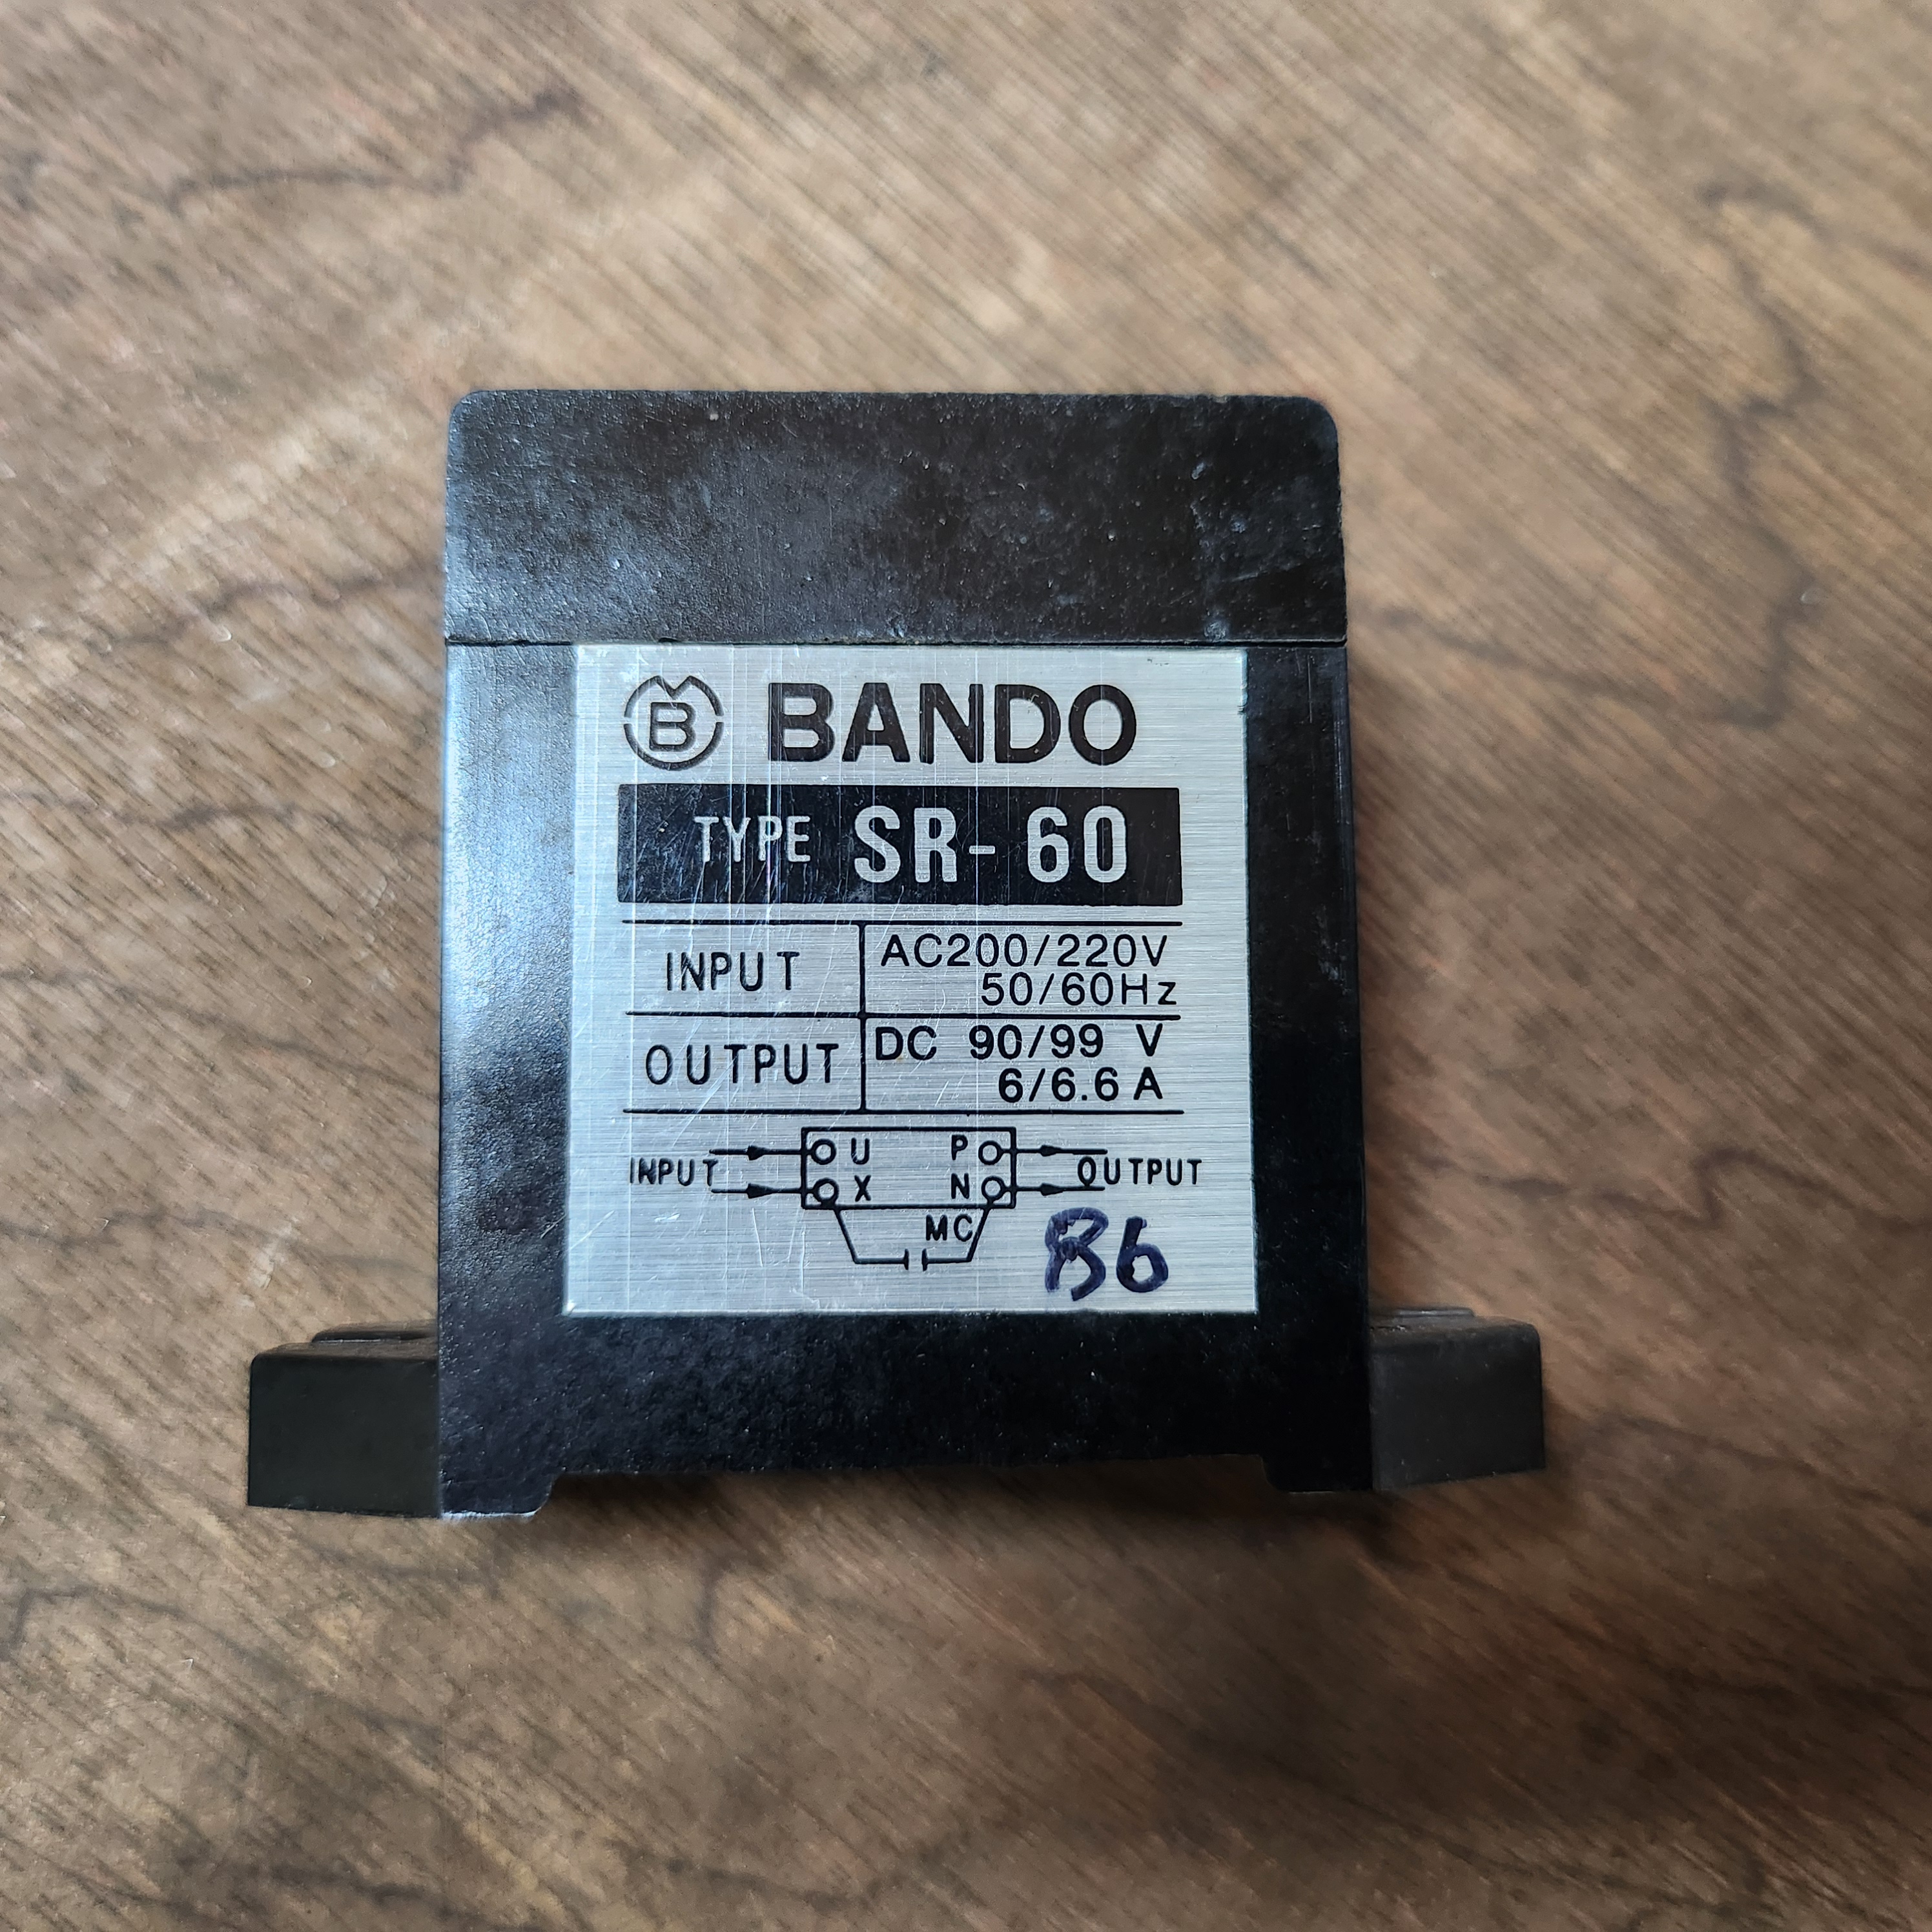 B BANDO
TYPE SR-60
INPUT AC200/220V
50/60Hz
OUTPUT DC 90/99 V
6/6.6 A
INPUT U P OUTPUT
X N
MC
B6